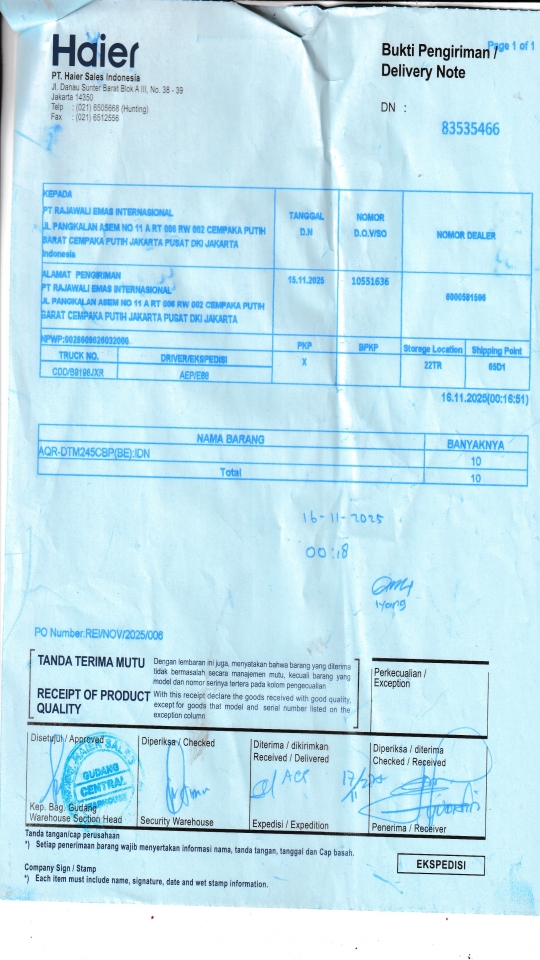 Haier
Page 1 of 1
Bukti Pengiriman /
Delivery Note
PT. Haier Sales Indonesia
Jl. Danau Sunter Barat Blok A III, No. 38 - 39
Jakarta 14350
Telp : (021) 6505668 (Hunting)
Fax : (021) 6512556
DN :
83535466
KEPADA
PT RAJAWALI EMAS INTERNASIONAL
JL PANGKALAN ASEM NO 11 A RT 006 RW 002 CEMPAKA PUTIH
BARAT CEMPAKA PUTIH JAKARTA PUSAT DKI JAKARTA
Indonesia
TANGGAL
D.N
NOMOR
D.O.V/SO
NOMOR DEALER
ALAMAT PENGIRIMAN
PT RAJAWALI EMAS INTERNASIONAL
JL PANGKALAN ASEM NO 11 A RT 006 RW 002 CEMPAKA PUTIH
BARAT CEMPAKA PUTIH JAKARTA PUSAT DKI JAKARTA
15.11.2025
10551636
TRUCK NO.
DRIVER/EKSPEDISI
PKP
BPKP
Storage Location
Shipping Point
X
22TR
65D1
16.11.2025(00:16:51)
NAMA BARANG
BANYAKNYA
AQR-DTM245CBP(BE):IDN
10
Total
10
16-11-2025
00:18
Iyong
PO Number:REI/NOV/2025/006
TANDA TERIMA MUTU
Dengan lembaran ini juga, menyatakan bahwa barang yang diterima
tidak bermasalah secara manajemen mutu, kecuali barang yang
model dan nomor serinya tertera pada kolom pengecualian
RECEIPT OF PRODUCT
QUALITY
With this receipt declare the goods received with good quality,
except for goods that model and serial number listed on the
exception column
Perkecualian /
Exception
Disetujui / Approved
Diperiksa / Checked
Diterima / dikirimkan
Received / Delivered
Diperiksa / diterima
Checked / Received
GUDANG
CENTRAL
Kep. Bag. Gudang
Warehouse Section Head
Security Warehouse
Expedisi / Expedition
Penerima / Receiver
Tanda tangan/cap perusahaan
*) Setiap penerimaan barang wajib menyertakan informasi nama, tanda tangan, tanggal dan Cap basah.
Company Sign / Stamp
*) Each item must include name, signature, date and wet stamp information.
EKSPEDISI